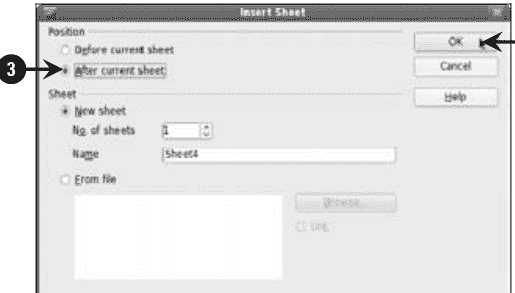 Insert Sheet
Position
Before current sheet
OK
3
After current sheet
Cancel
Sheet
Help
New sheet
No. of sheets 1
Name Sheet4
From file
Browse...
Link